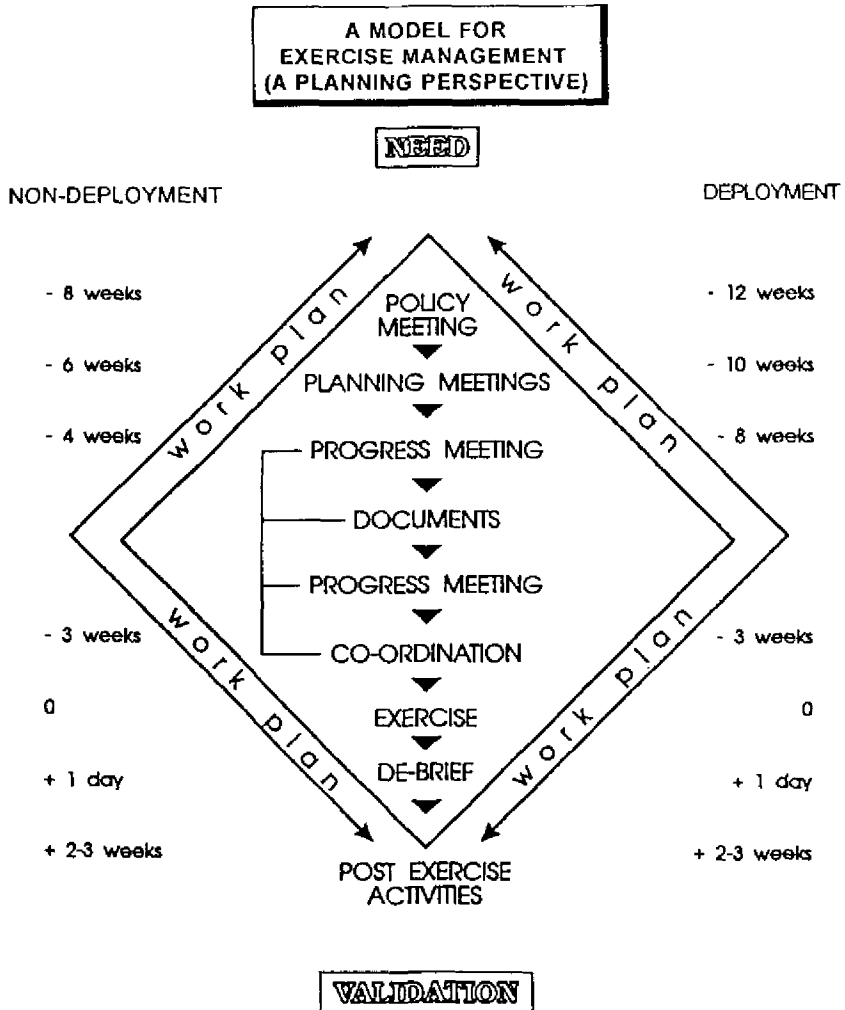 A MODEL FOR
EXERCISE MANAGEMENT
(A PLANNING PERSPECTIVE)
NEED
NON-DEPLOYMENT
DEPLOYMENT
- 8 weeks
work plan
POLICY
MEETING
work plan
- 12 weeks
- 6 weeks
PLANNING MEETINGS
- 10 weeks
- 4 weeks
PROGRESS MEETING
- 8 weeks
DOCUMENTS
PROGRESS MEETING
- 3 weeks
work plan
CO-ORDINATION
work plan
- 3 weeks
0
EXERCISE
0
+ 1 day
DE-BRIEF
+ 1 day
+ 2-3 weeks
POST EXERCISE
ACTIVITIES
+ 2-3 weeks
VALIDATION